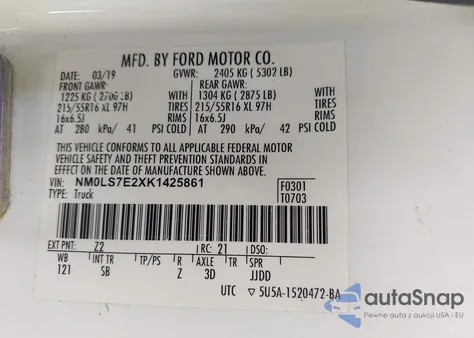 MFD. BY FORD MOTOR CO.
DATE: 03/19 GVWR: 2405 KG ( 5302 LB)
FRONT GAWR: REAR GAWR:
1225 KG ( 2700 LB) WITH 1304 KG ( 2875 LB) WITH
215/55R16 XL 97H TIRES 215/55R16 XL 97H TIRES
16x6.5J RIMS 16x6.5J RIMS
AT 280 kPa/ 41 PSI COLD AT 290 kPa/ 42 PSI COLD
THIS VEHICLE CONFORMS TO ALL APPLICABLE FEDERAL MOTOR
VEHICLE SAFETY AND THEFT PREVENTION STANDARDS IN
EFFECT ON THE DATE OF MANUFACTURE SHOWN ABOVE.
VIN: NM0LS7E2XK1425861 F0301
TYPE: Truck T0703
EXT PNT: Z2 RC: 21 DSO:
WB INT TR TP/PS R AXLE TR SPR
121 SB Z 3D JJDD
UTC ▽ 5U5A-1520472-BA
autoSnap
Pewne auta z aukcji USA i EU